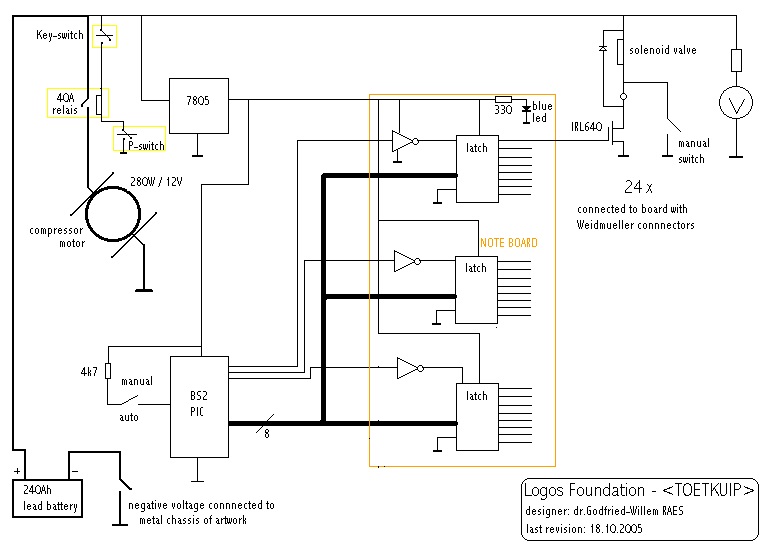 Key-switch
solenoid valve
40A
relais
7805
330
blue
led
IRL640
P-switch
latch
manual
switch
280W / 12V
24 x
connected to board with
Weidmueller connnectors
compressor
motor
NOTE BOARD
latch
4k7
manual
auto
BS2
PIC
latch
8
+
-
240Ah
lead battery
negative voltage connnected to
metal chassis of artwork
V
Logos Foundation - <TOETKUIP>
designer: dr.Godfried-Willem RAES
last revision: 18.10.2005